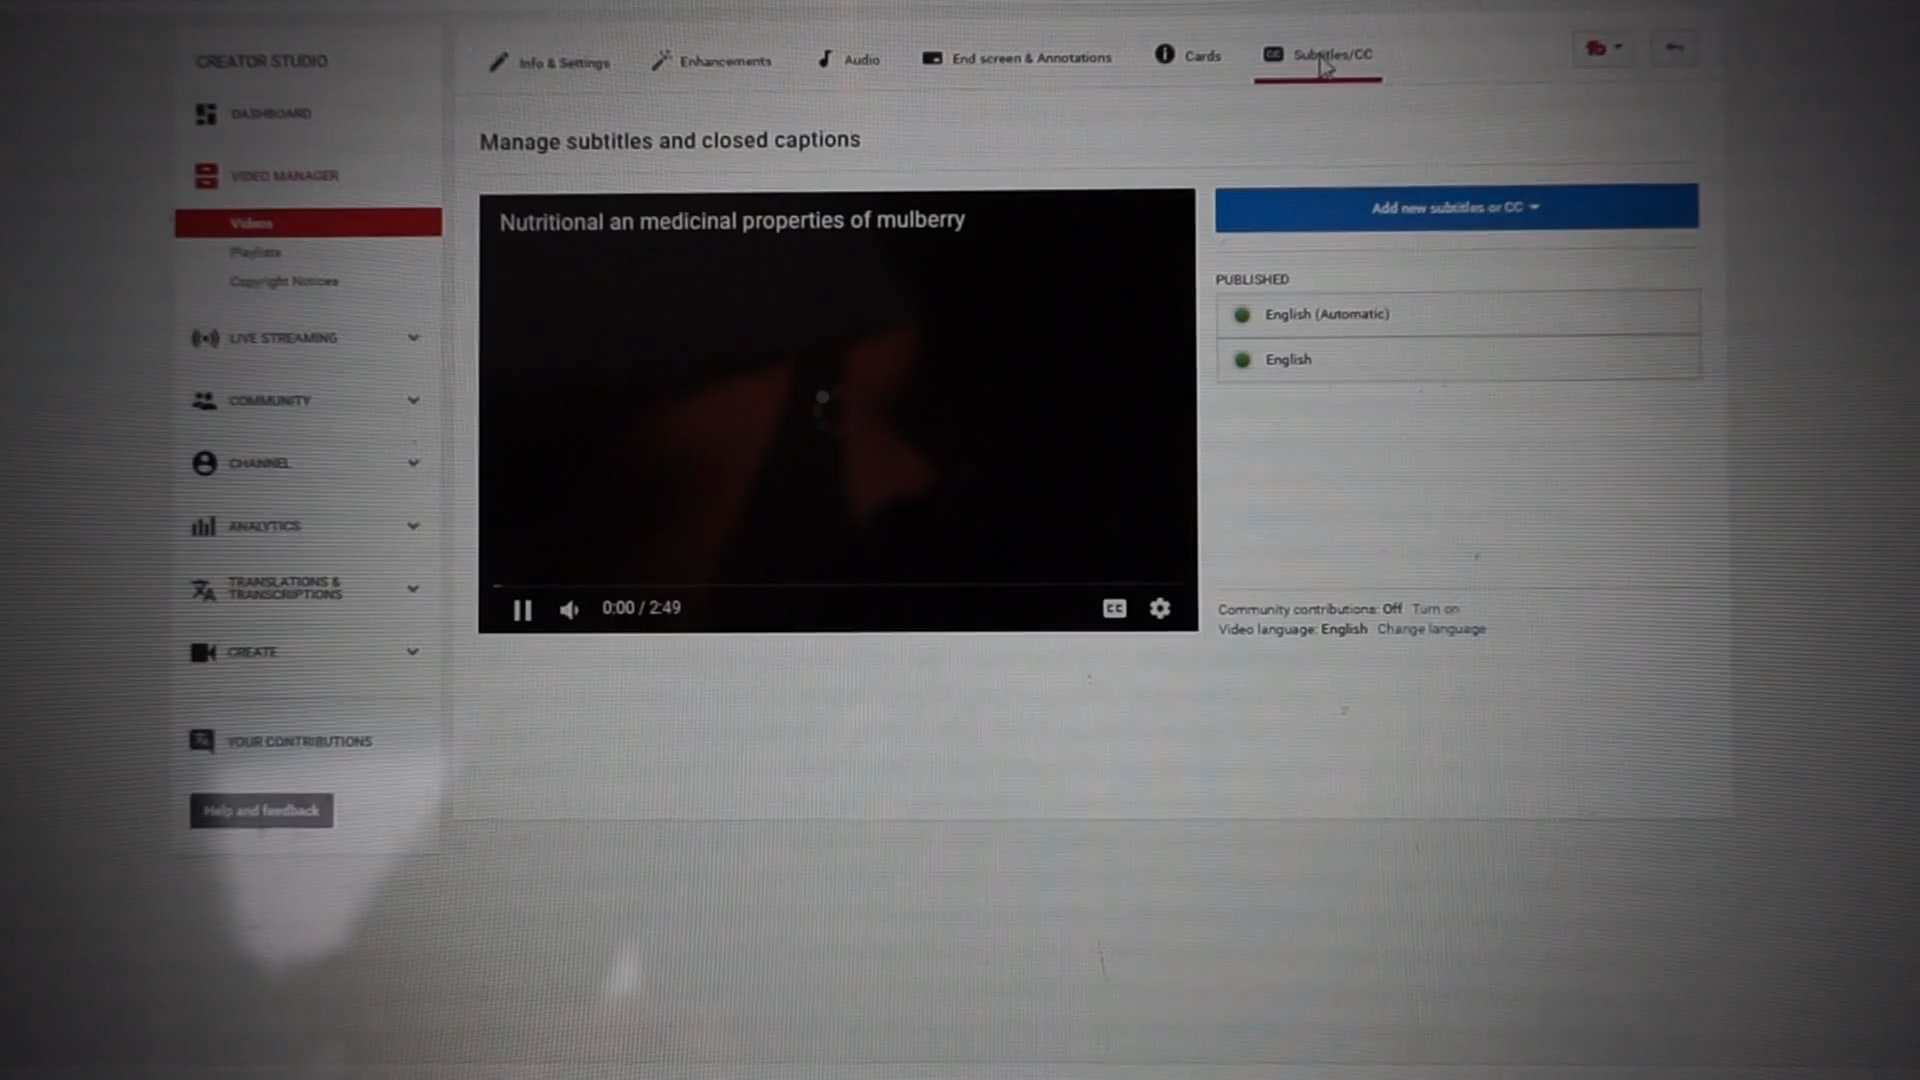 CREATOR STUDIO
DASHBOARD
VIDEO MANAGER
Videos
Playlists
Copyright Notices
LIVE STREAMING
COMMUNITY
CHANNEL
ANALYTICS
TRANSLATIONS &
TRANSCRIPTIONS
CREATE
YOUR CONTRIBUTIONS
Help and feedback
Info & Settings
Enhancements
Audio
End screen & Annotations
Cards
Subtitles/CC
Manage subtitles and closed captions
Nutritional an medicinal properties of mulberry
0:00 / 2:49
CC
Add new subtitles or CC
PUBLISHED
English (Automatic)
English
Community contributions: Off Turn on
Video language: English Change language